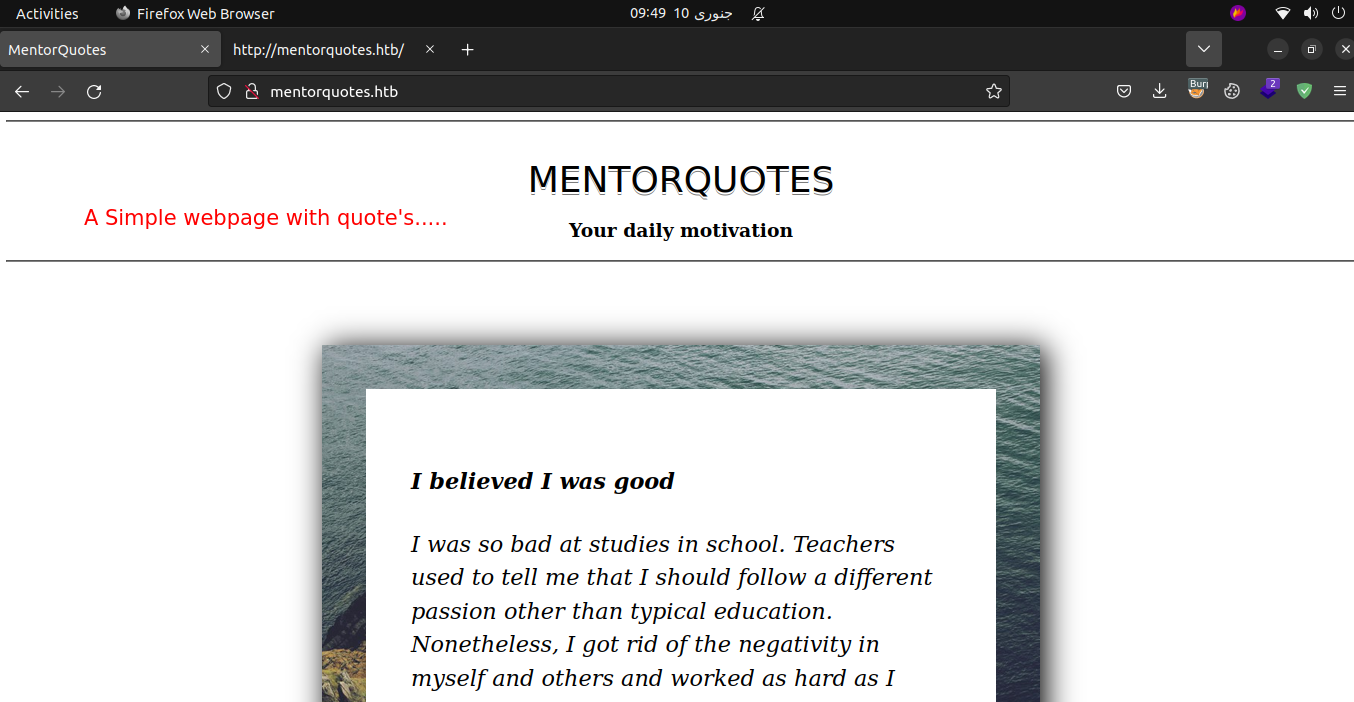 Activities Firefox Web Browser 09:49 10 جنوری
MentorQuotes http://mentorquotes.htb/
mentorquotes.htb Burp 2
MENTORQUOTES
A Simple webpage with quote's.....
Your daily motivation
I believed I was good
I was so bad at studies in school. Teachers
used to tell me that I should follow a different
passion other than typical education.
Nonetheless, I got rid of the negativity in
myself and others and worked as hard as I